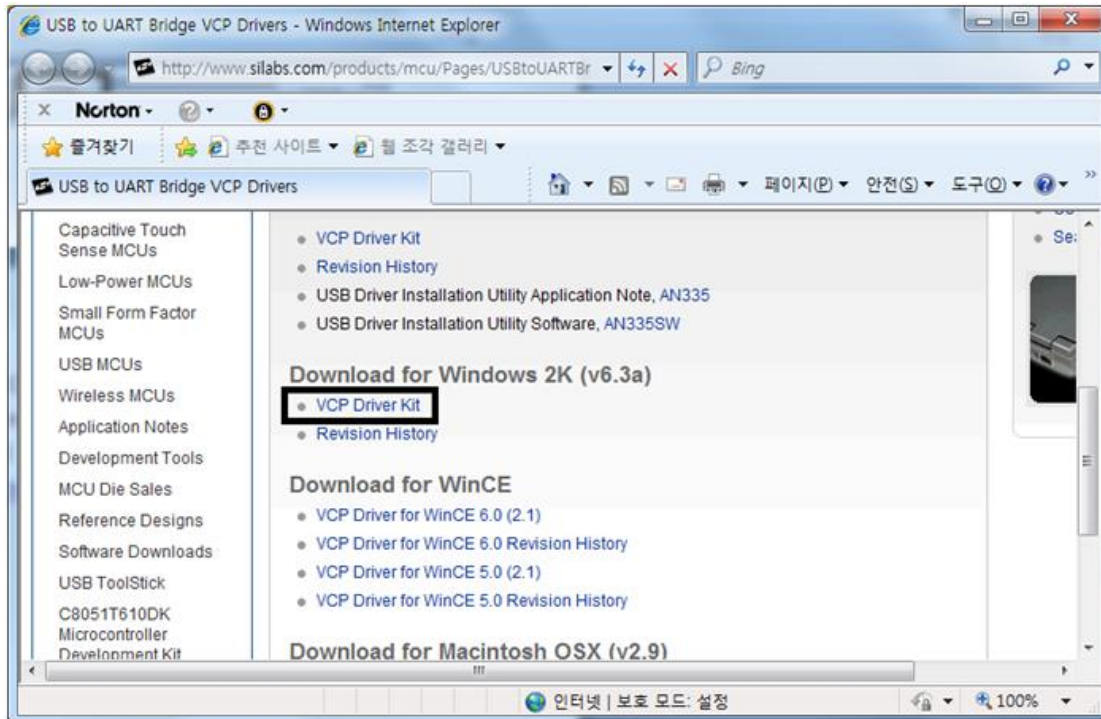 USB to UART Bridge VCP Drivers - Windows Internet Explorer
http://www.silabs.com/products/mcu/Pages/USBtoUARTBr
Bing
Norton
즐겨찾기 추천 사이트 웹 조각 갤러리
USB to UART Bridge VCP Drivers
페이지(P) 안전(S) 도구(O)
Capacitive Touch
Sense MCUs
Low-Power MCUs
Small Form Factor
MCUs
USB MCUs
Wireless MCUs
Application Notes
Development Tools
MCU Die Sales
Reference Designs
Software Downloads
USB ToolStick
C8051T610DK
Microcontroller
Development Kit
VCP Driver Kit
Revision History
USB Driver Installation Utility Application Note, AN335
USB Driver Installation Utility Software, AN335SW
Download for Windows 2K (v6.3a)
VCP Driver Kit
Revision History
Download for WinCE
VCP Driver for WinCE 6.0 (2.1)
VCP Driver for WinCE 6.0 Revision History
VCP Driver for WinCE 5.0 (2.1)
VCP Driver for WinCE 5.0 Revision History
Download for Macintosh OSX (v2.9)
인터넷 | 보호 모드: 설정
100%